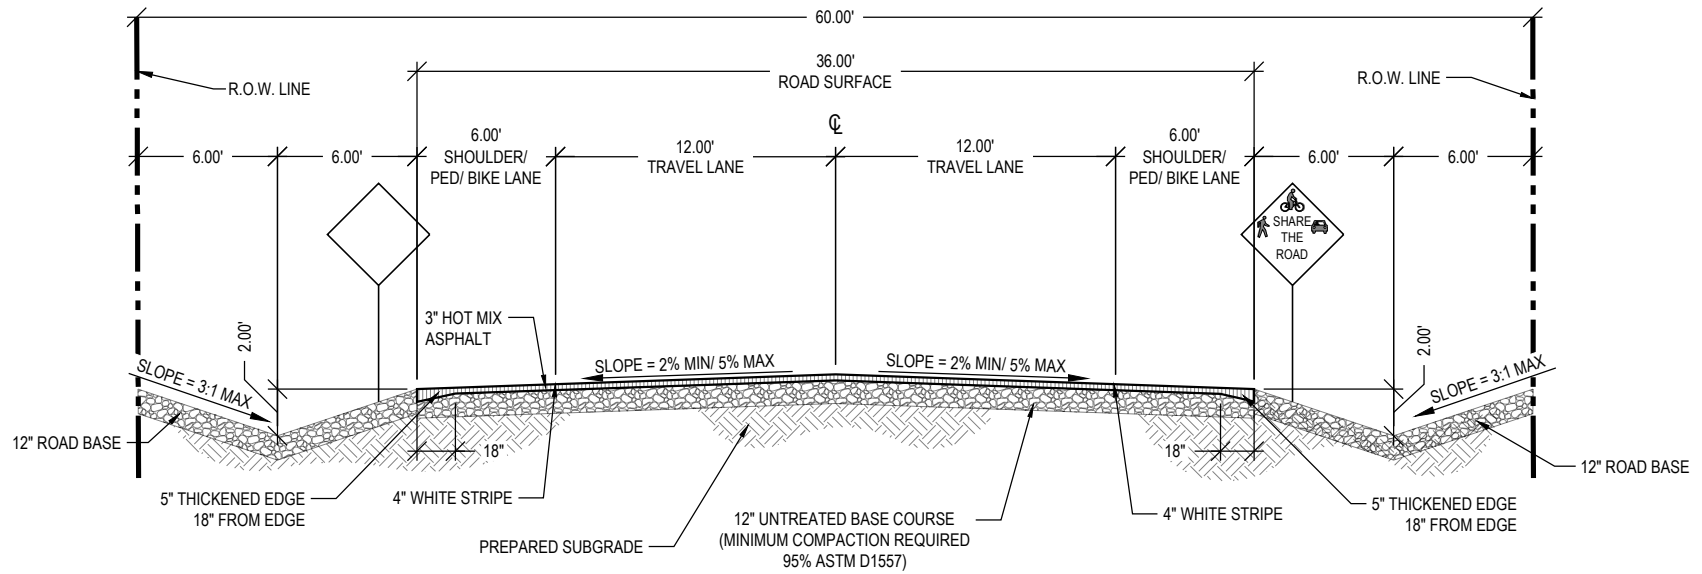 60.00'
36.00'
ROAD SURFACE
R.O.W. LINE
R.O.W. LINE
℄
6.00'
6.00'
6.00'
SHOULDER/
PED/ BIKE LANE
12.00'
TRAVEL LANE
12.00'
TRAVEL LANE
6.00'
SHOULDER/
PED/ BIKE LANE
6.00'
6.00'
SHARE
THE
ROAD
3" HOT MIX
ASPHALT
2.00'
2.00'
SLOPE = 3:1 MAX
SLOPE = 2% MIN/ 5% MAX
SLOPE = 2% MIN/ 5% MAX
SLOPE = 3:1 MAX
12" ROAD BASE
18"
18"
12" ROAD BASE
5" THICKENED EDGE
18" FROM EDGE
4" WHITE STRIPE
PREPARED SUBGRADE
12" UNTREATED BASE COURSE
(MINIMUM COMPACTION REQUIRED
95% ASTM D1557)
4" WHITE STRIPE
5" THICKENED EDGE
18" FROM EDGE